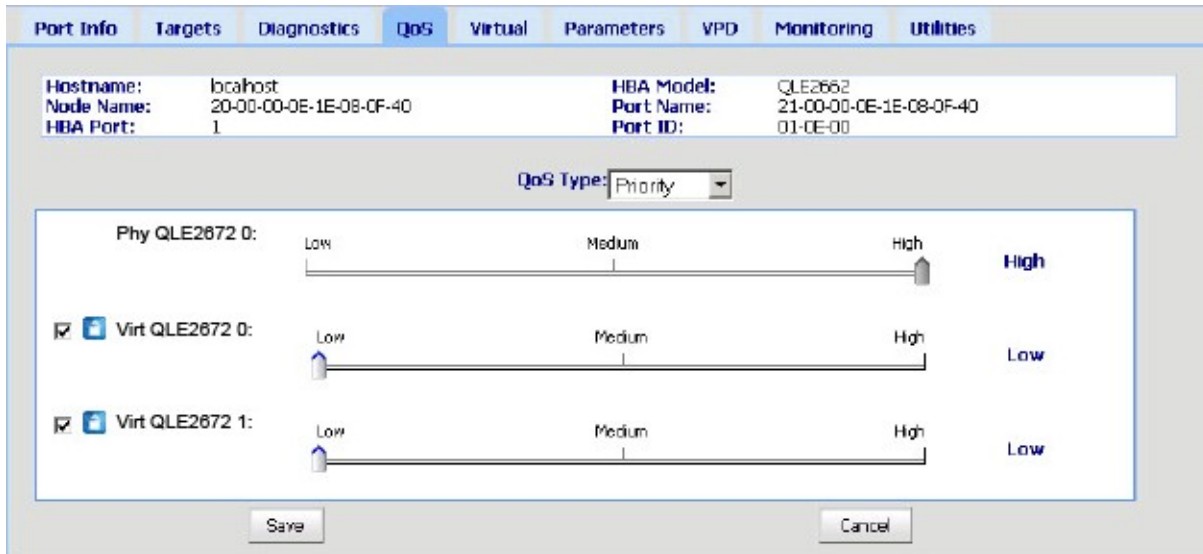 Port Info Targets Diagnostics QoS Virtual Parameters VPD Monitoring Utilities
Hostname: localhost HBA Model: QLE2662
Node Name: 20-00-00-0E-1E-08-0F-40 Port Name: 21-00-00-0E-1E-08-0F-40
HBA Port: 1 Port ID: 01-0E-00
QoS Type: Priority
Phy QLE2672 0: Low Medium High High
Virt QLE2672 0: Low Medium High Low
Virt QLE2672 1: Low Medium High Low
Save Cancel